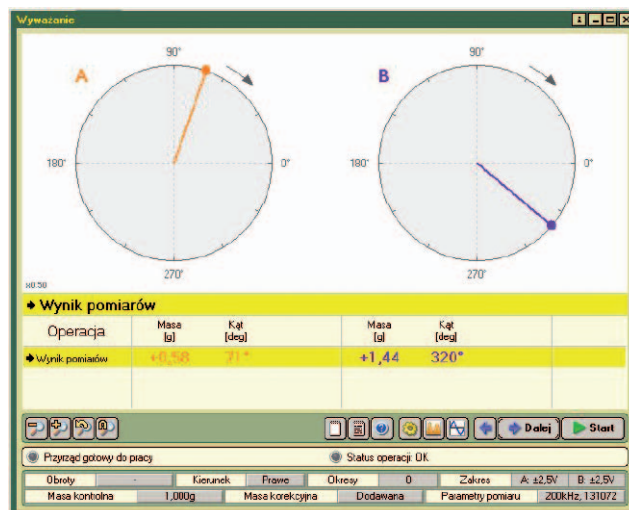 Wyważanie
90° 90°
A B
180° 0° 180° 0°
270° 270°
x0.50
Wynik pomiarów
Operacja Masa [g] Kąt [deg] Masa [g] Kąt [deg]
Wynik pomiarów +0,58 71° +1,44 320°
Dalej Start
Przyrząd gotowy do pracy Status operacji: OK
Obroty - Kierunek Prawe Okresy 0 Zakres A: ±2,5V B: ±2,5V
Masa kontrolna 1,000g Masa korekcyjna Dodawana Parametry pomiaru 200kHz, 131072